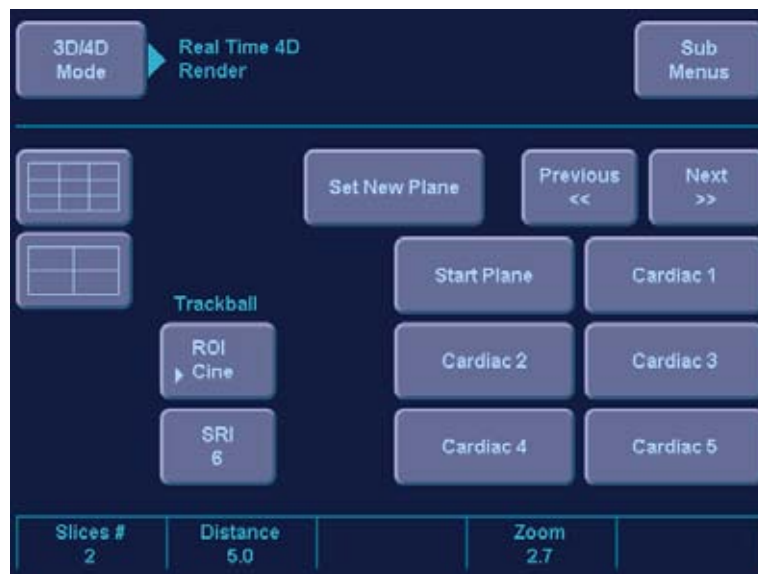 3D/4D
Mode
Real Time 4D
Render
Sub
Menus
Set New Plane
Previous
<<
Next
>>
Start Plane
Cardiac 1
Trackball
ROI
Cine
Cardiac 2
Cardiac 3
SRI
6
Cardiac 4
Cardiac 5
Slices #
2
Distance
5.0
Zoom
2.7